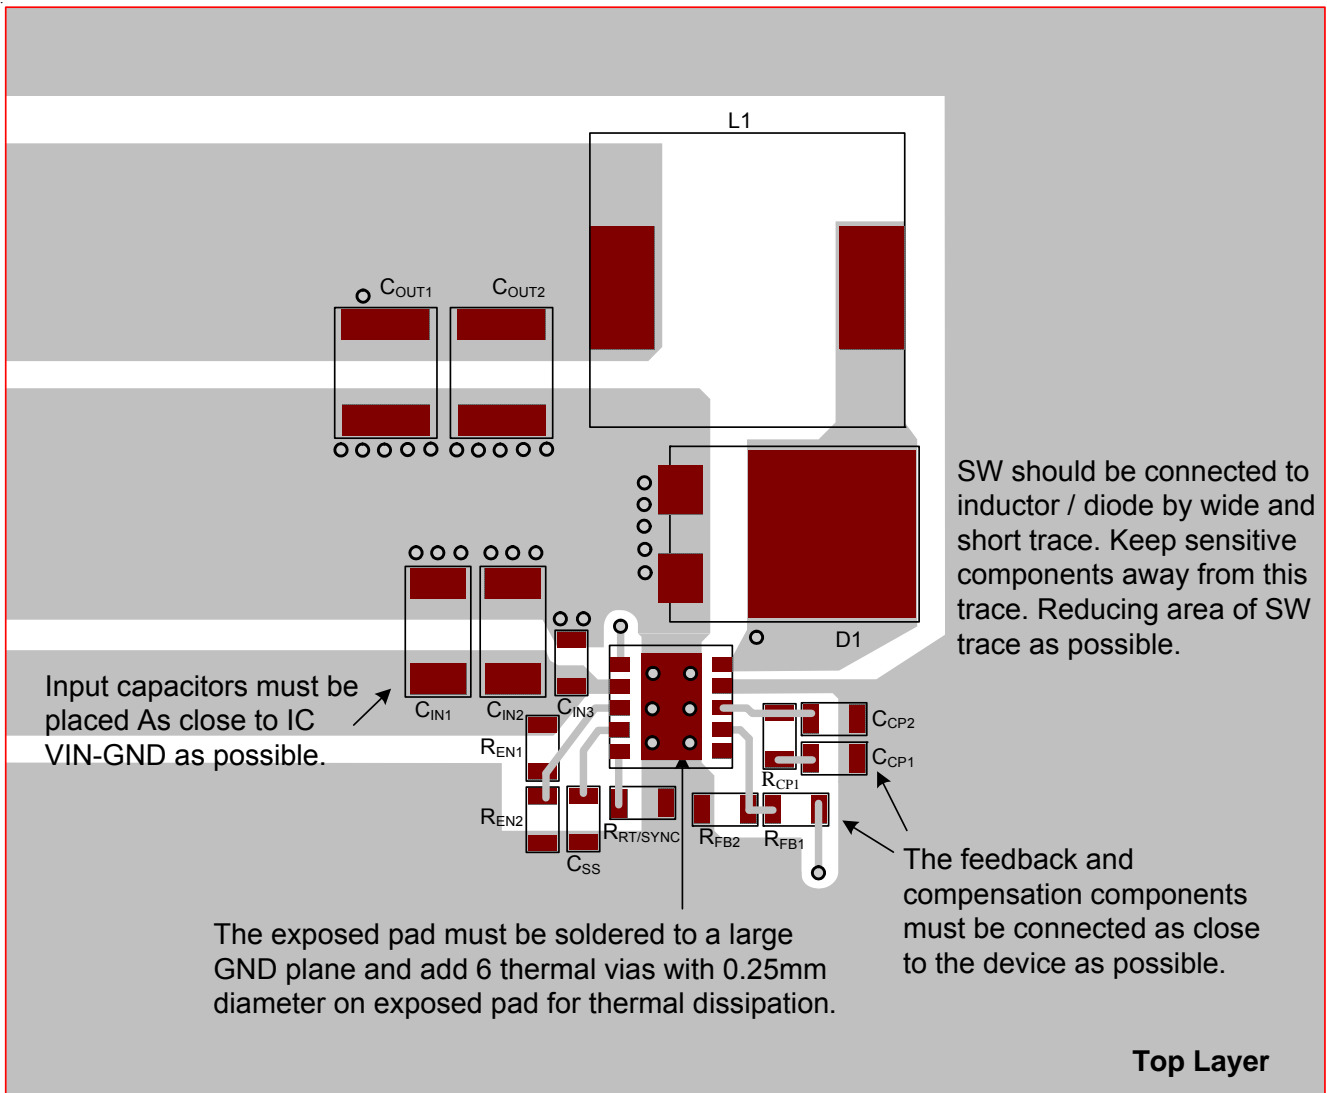 L1
COUT1
COUT2
SW should be connected to
inductor / diode by wide and
short trace. Keep sensitive
components away from this
trace. Reducing area of SW
trace as possible.
D1
Input capacitors must be
placed As close to IC
VIN-GND as possible.
CIN1
CIN2
CIN3
REN1
REN2
CSS
RRT/SYNC
RFB2
RFB1
RCP1
CCP2
CCP1
The feedback and
compensation components
must be connected as close
to the device as possible.
The exposed pad must be soldered to a large
GND plane and add 6 thermal vias with 0.25mm
diameter on exposed pad for thermal dissipation.
Top Layer